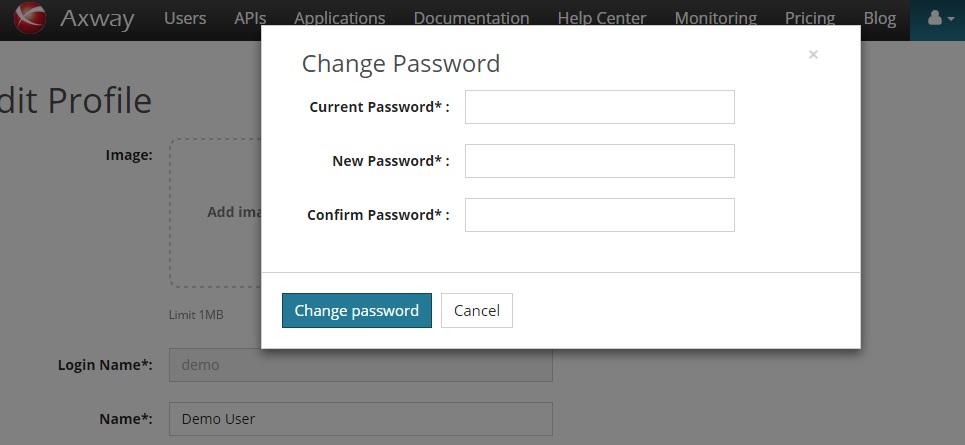 Axway Users APIs Applications Documentation Help Center Monitoring Pricing Blog
Change Password ×
dit Profile
Current Password* :
Image:
New Password* :
Add ima
Confirm Password* :
Change password Cancel
Limit 1MB
Login Name*: demo
Name*: Demo User